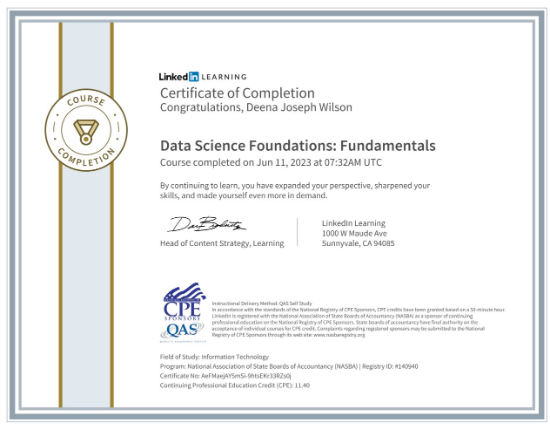 LinkedIn LEARNING
Certificate of Completion
Congratulations, Deena Joseph Wilson
COURSE
COMPLETION
Data Science Foundations: Fundamentals
Course completed on Jun 11, 2023 at 07:32AM UTC
By continuing to learn, you have expanded your perspective, sharpened your
skills, and made yourself even more in demand.
Head of Content Strategy, Learning
LinkedIn Learning
1000 W Maude Ave
Sunnyvale, CA 94085
CPE
SPONSORS
QAS
Instructional Delivery Method: QAS Self Study
In accordance with the standards of the National Registry of CPE Sponsors, CPE credits have been granted based on a 50-minute hour.
LinkedIn is registered with the National Association of State Boards of Accountancy (NASBA) as a sponsor of continuing
professional education on the National Registry of CPE Sponsors. State boards of accountancy have final authority on the
acceptance of individual courses for CPE credit. Complaints regarding registered sponsors may be submitted to the National
Registry of CPE Sponsors through its web site: www.nasbaregistry.org
Field of Study: Information Technology
Program: National Association of State Boards of Accountancy (NASBA) | Registry ID: #140940
Certificate No:
Continuing Professional Education Credit (CPE): 11.40